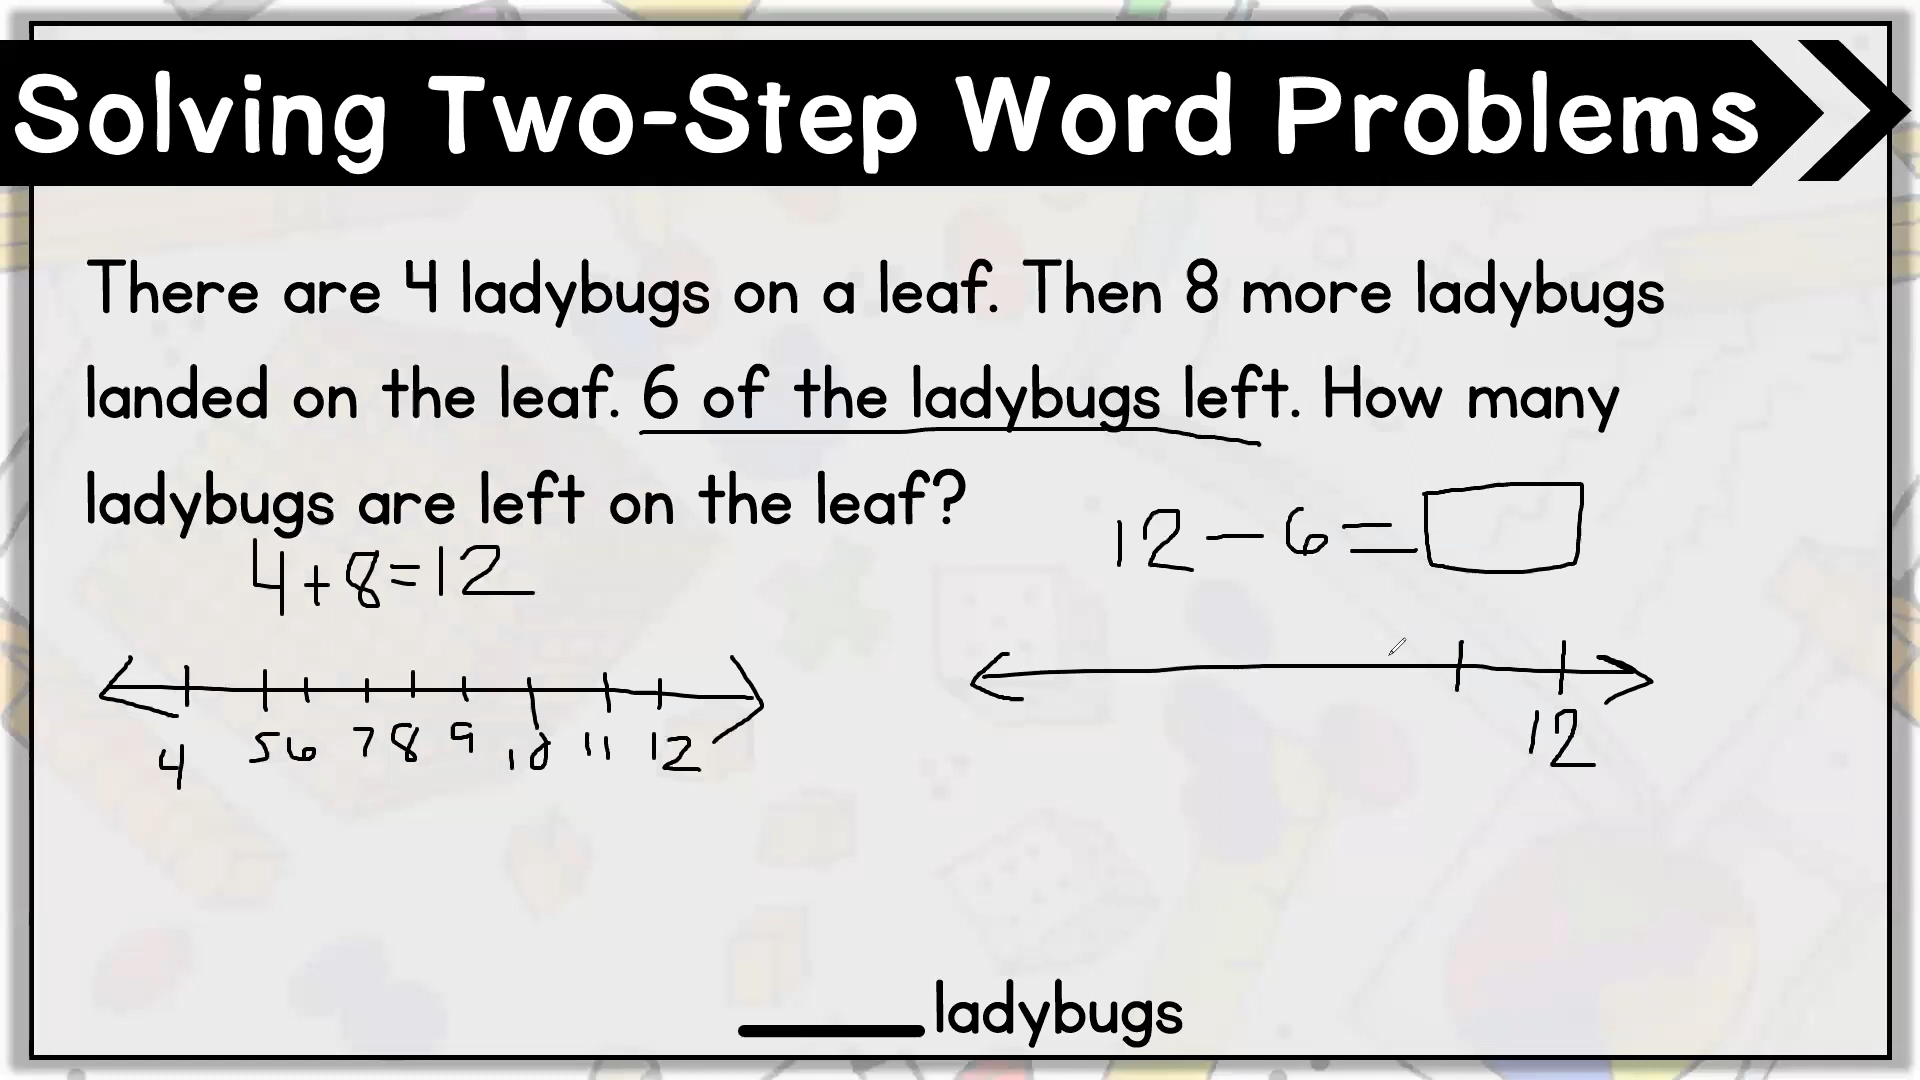 Solving Two-Step Word Problems
There are 4 ladybugs on a leaf. Then 8 more ladybugs
landed on the leaf. 6 of the ladybugs left. How many
ladybugs are left on the leaf?
12 - 6 =
4 + 8 = 12
4 5 6 7 8 9 10 11 12
12
____ ladybugs